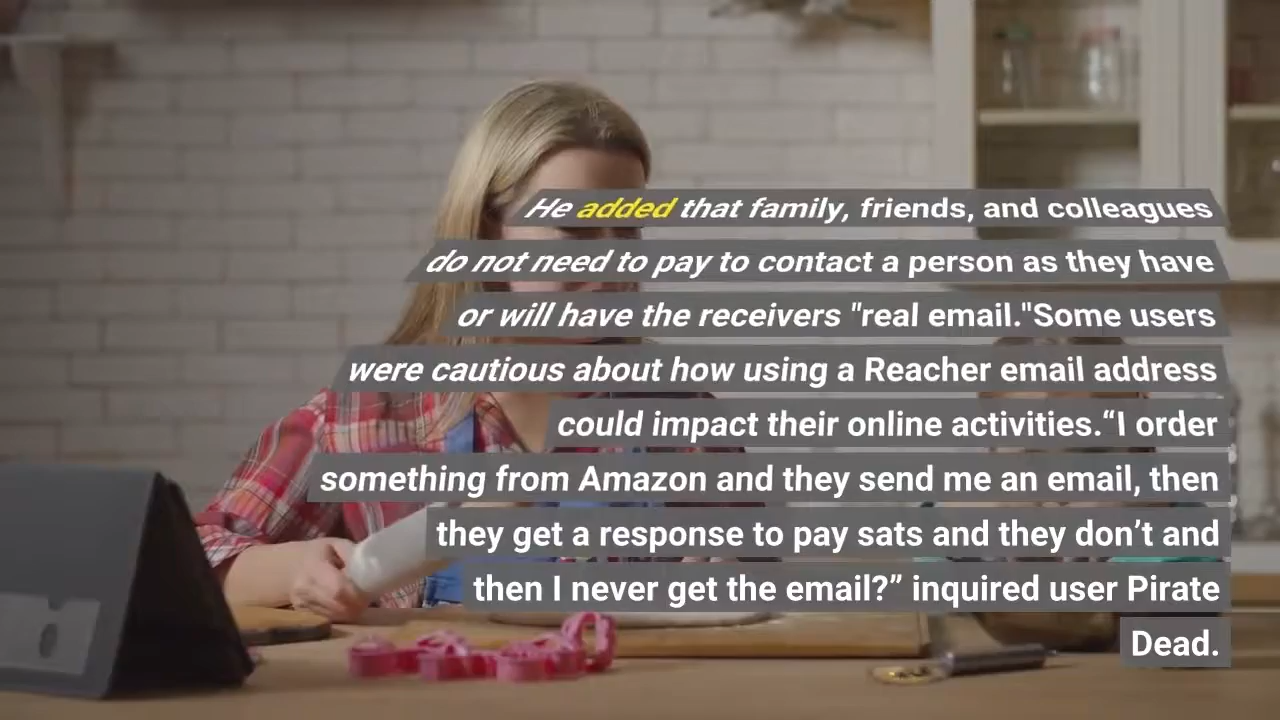 He added that family, friends, and colleagues
do not need to pay to contact a person as they have
or will have the receivers "real email."Some users
were cautious about how using a Reacher email address
could impact their online activities.“I order
something from Amazon and they send me an email, then
they get a response to pay sats and they don’t and
then I never get the email?” inquired user Pirate
Dead.